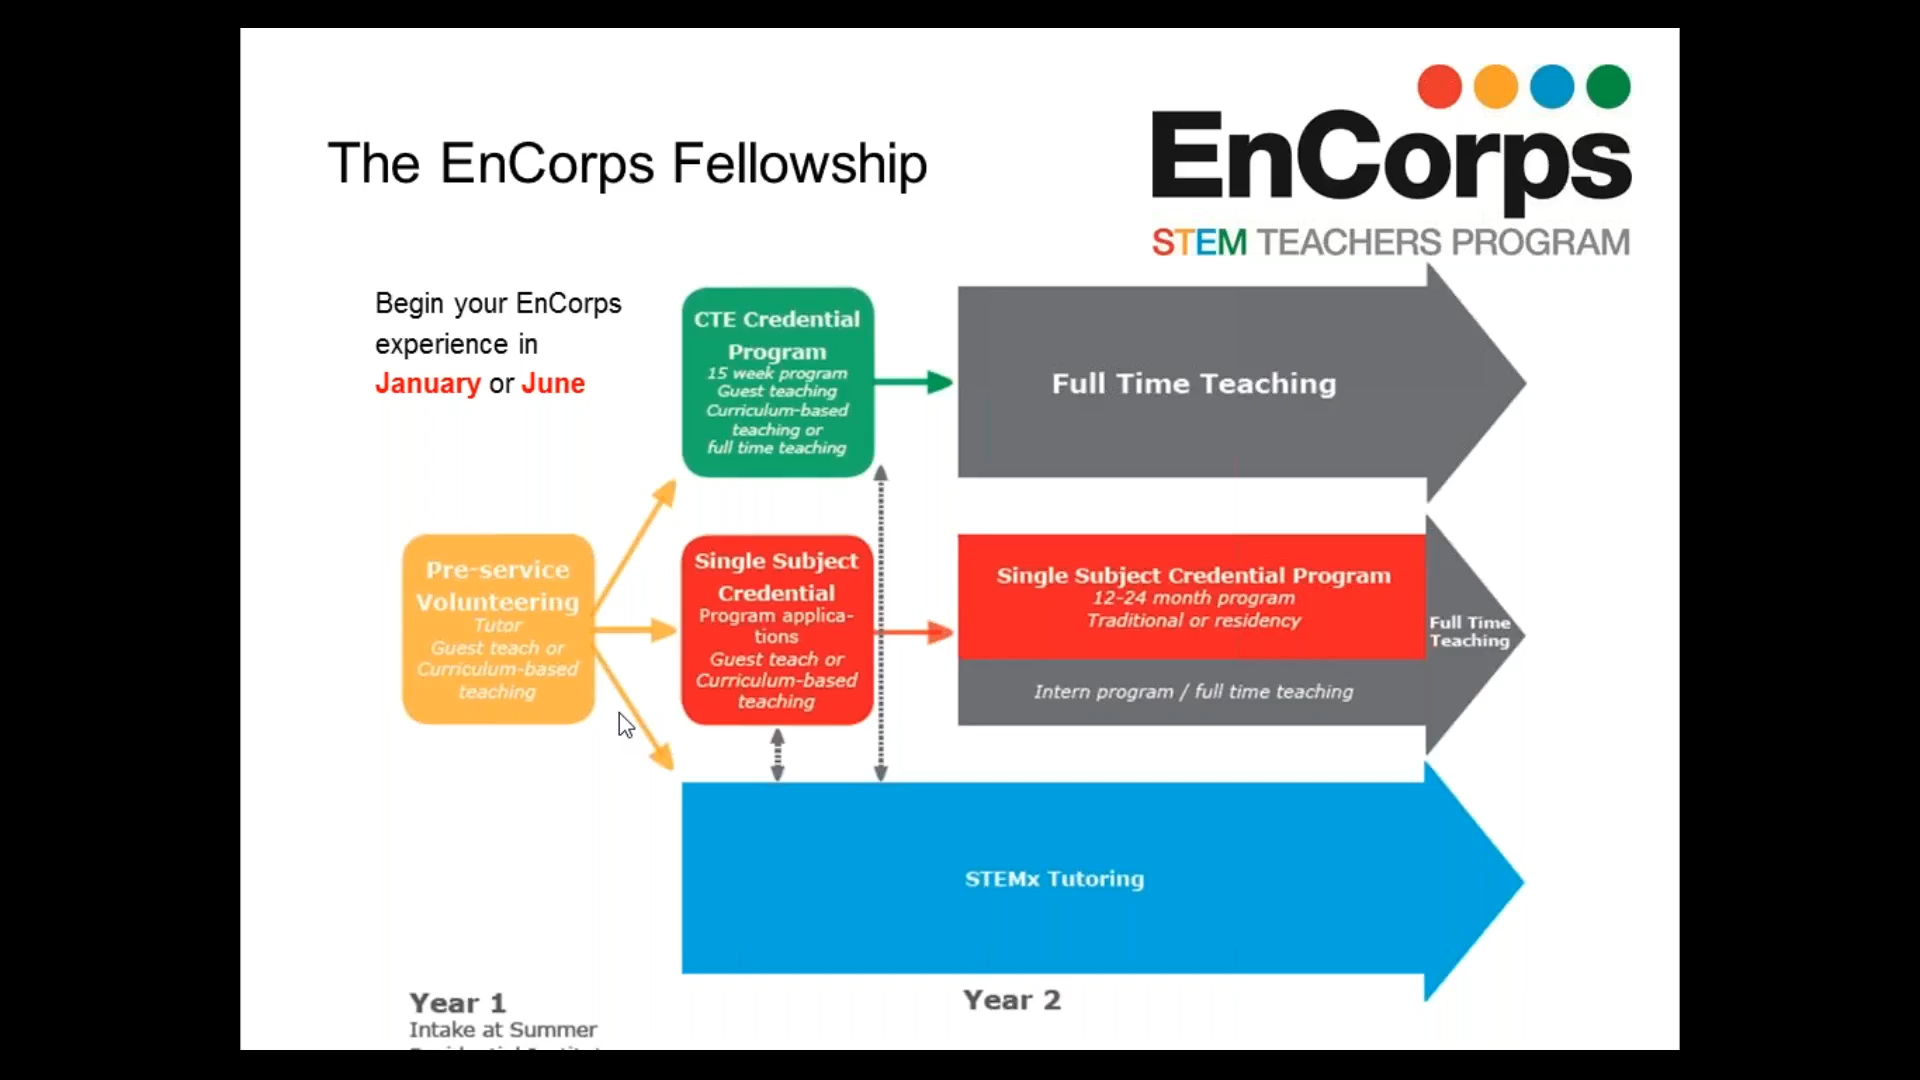 The EnCorps Fellowship
EnCorps
STEM TEACHERS PROGRAM
Begin your EnCorps
experience in
January or June
CTE Credential
Program
15 week program
Guest teaching
Curriculum-based
teaching or
full time teaching
Full Time Teaching
Pre-service
Volunteering
Tutor
Guest teach or
Curriculum-based
teaching
Single Subject
Credential
Program applica-
tions
Guest teach or
Curriculum-based
teaching
Single Subject Credential Program
12-24 month program
Traditional or residency
Intern program / full time teaching
Full Time
Teaching
STEMx Tutoring
Year 1
Intake at Summer
Year 2